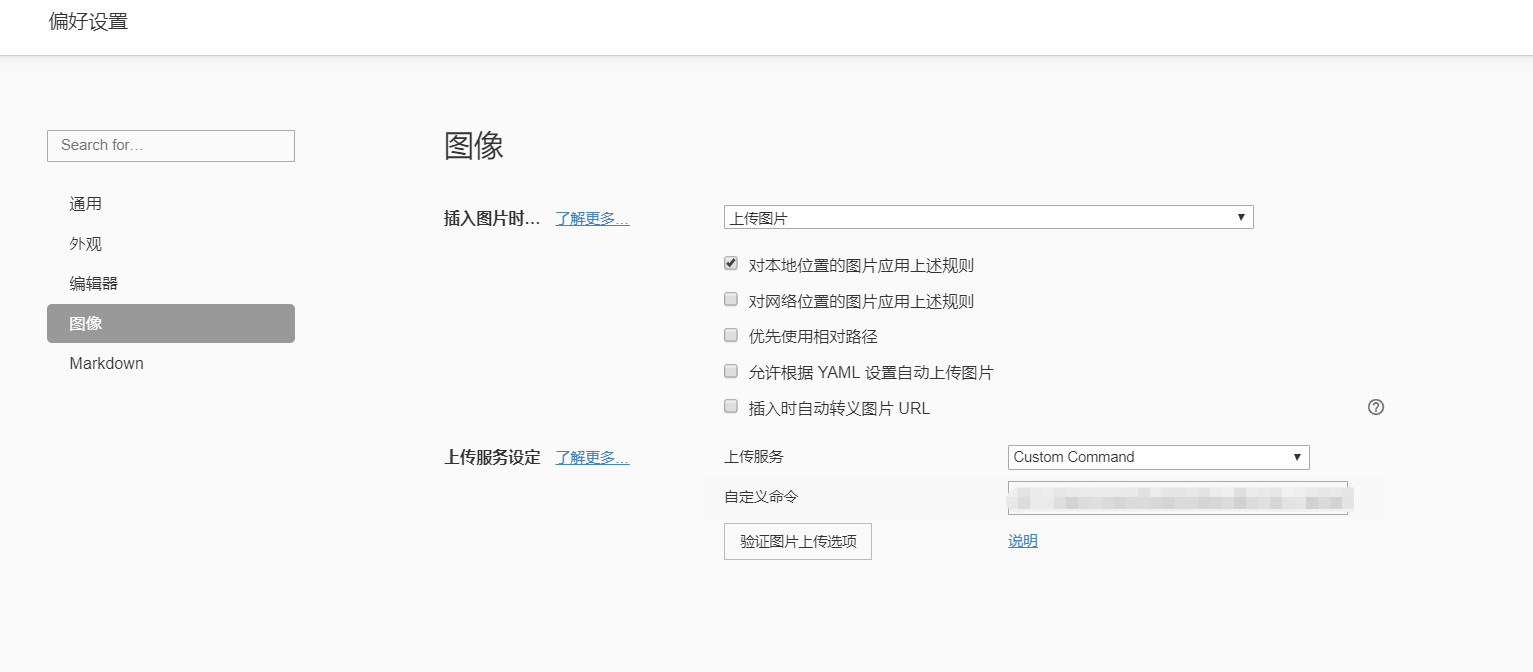 偏好设置
Search for…
通用
外观
编辑器
图像
Markdown
图像
插入图片时… 了解更多… 上传图片
对本地位置的图片应用上述规则
对网络位置的图片应用上述规则
优先使用相对路径
允许根据 YAML 设置自动上传图片
插入时自动转义图片 URL
上传服务设定 了解更多… 上传服务 Custom Command
自定义命令
验证图片上传选项 说明